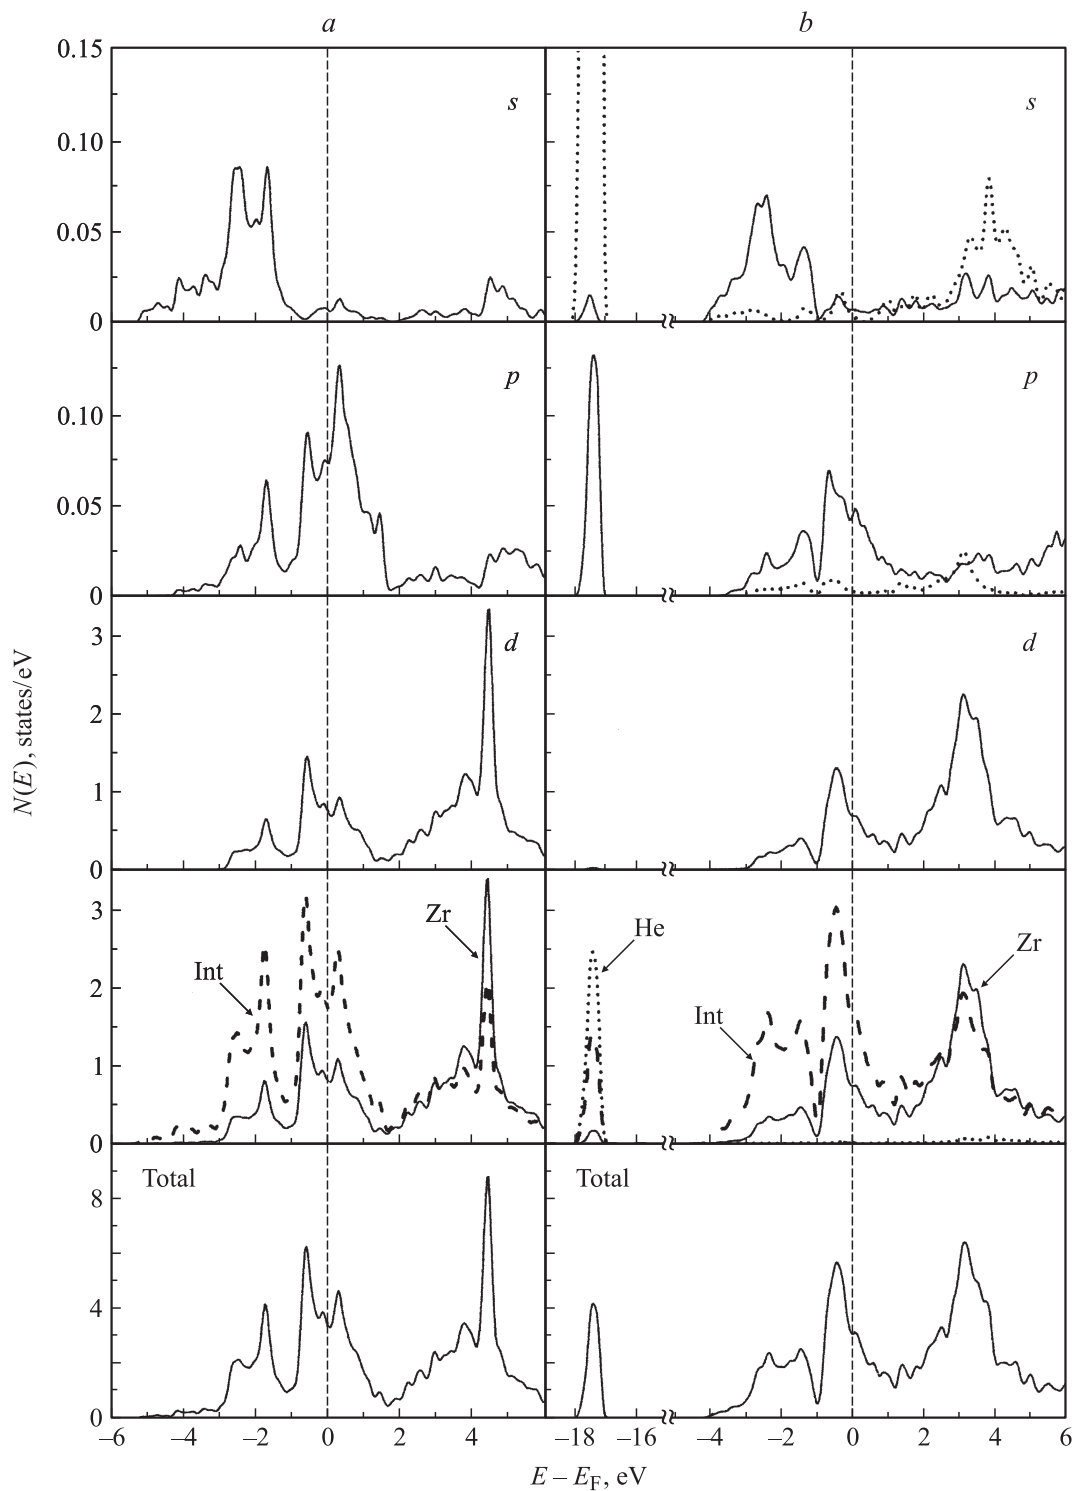 a b
0.15
s s
0.10
0.05
0
p p
0.10
0.05
0
d d
3
2
1
0
N(E), states/eV
3
Zr
He
Zr
Int
2
Int
1
0
Total Total
8
4
0
–6 –4 –2 0 2 4 –18 –16 –4 –2 0 2 4 6
E – EF, eV